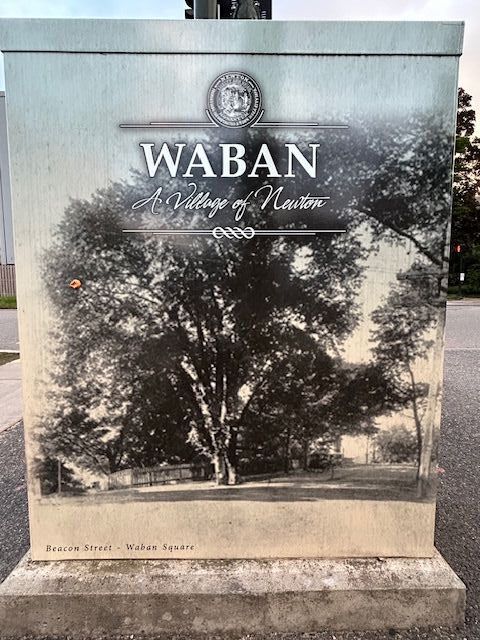 WABAN
A Village of Newton
Beacon Street - Waban Square